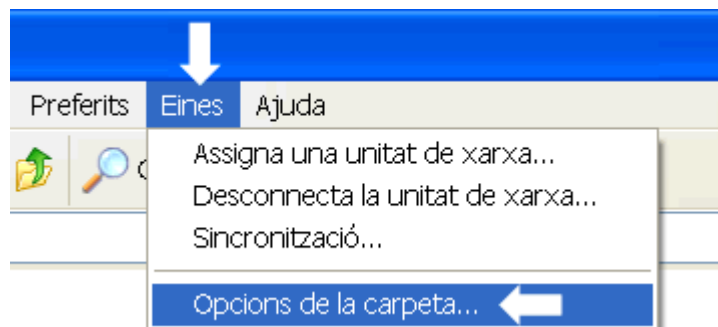 Preferits Eines Ajuda
Assigna una unitat de xarxa...
Desconnecta la unitat de xarxa...
Sincronització...
Opcions de la carpeta...